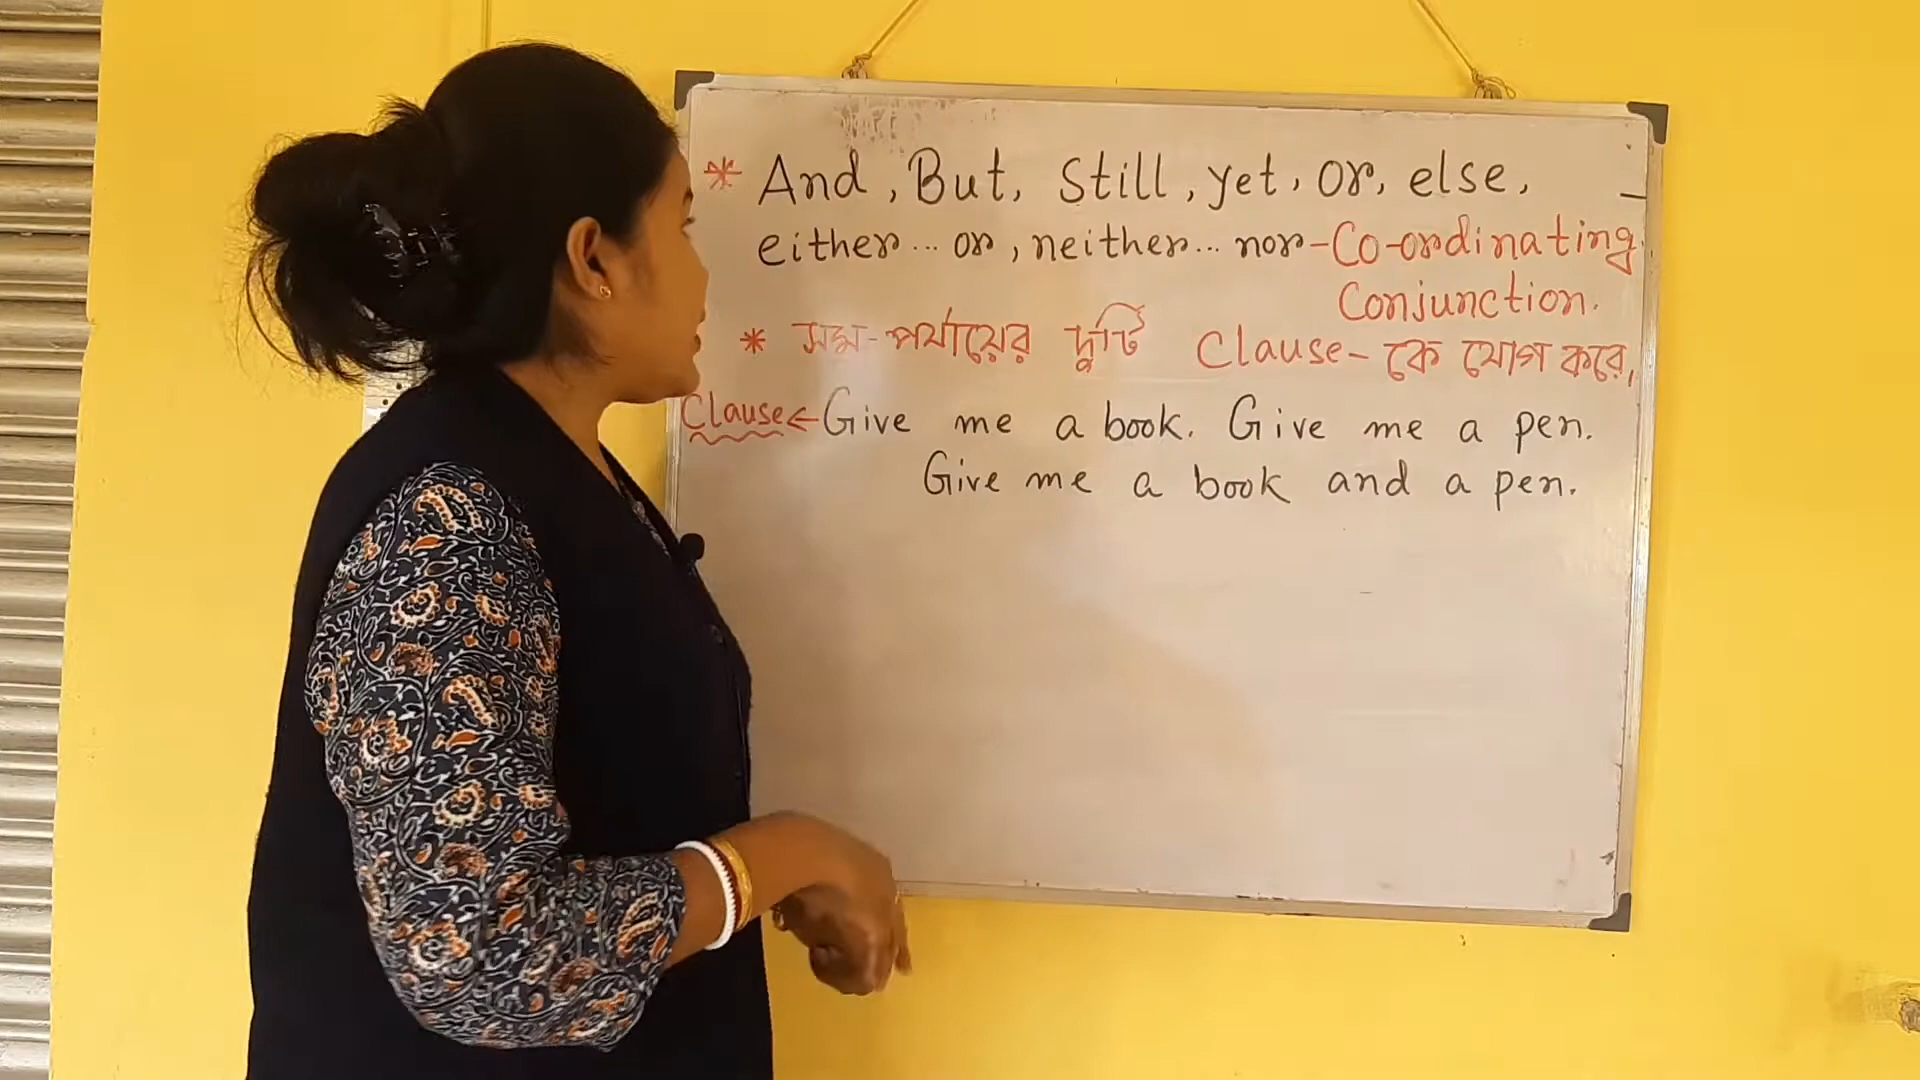 * And, But, Still, yet, or, else,
either... or, neither... nor - Co-ordinating
Conjunction.
* সম-পর্যায়ের দুটি Clause - কে যোগ করে,
Clause ← Give me a book. Give me a pen.
Give me a book and a pen.